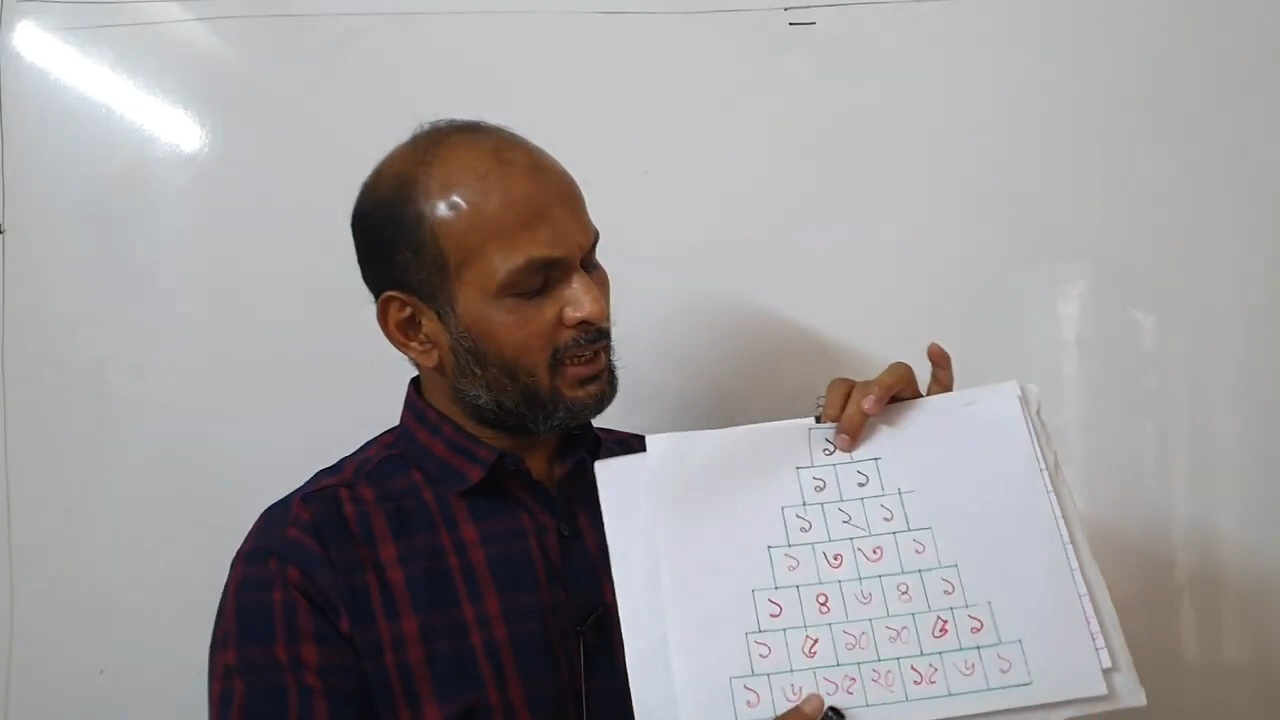 ১
১ ১
১ ২ ১
১ ৩ ৩ ১
১ ৪ ৬ ৪ ১
১ ৫ ১০ ১০ ৫ ১
১ ৬ ১৫ ২০ ১৫ ৬ ১